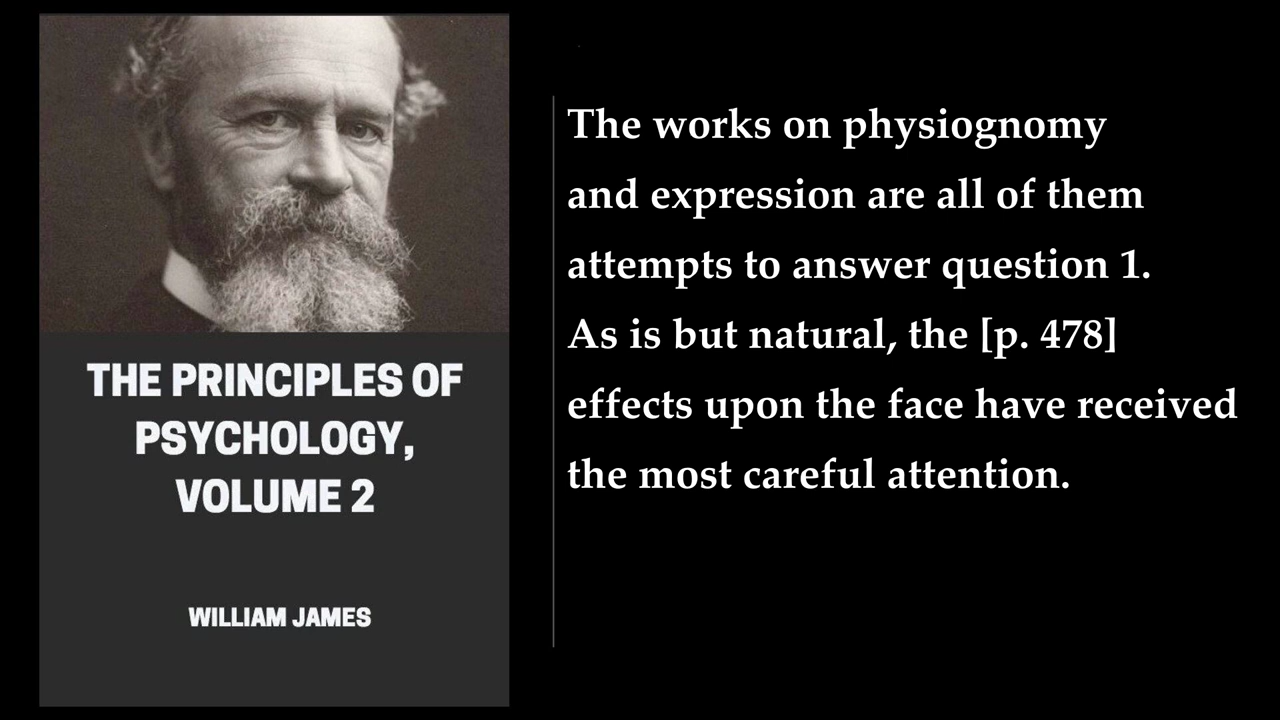 THE PRINCIPLES OF
PSYCHOLOGY,
VOLUME 2
WILLIAM JAMES
The works on physiognomy
and expression are all of them
attempts to answer question 1.
As is but natural, the [p. 478]
effects upon the face have received
the most careful attention.